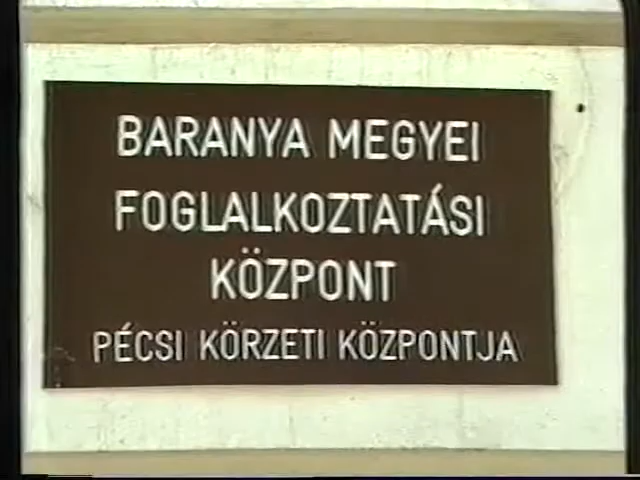 BARANYA MEGYEI
FOGLALKOZTATÁSI
KÖZPONT
PÉCSI KÖRZETI KÖZPONTJA